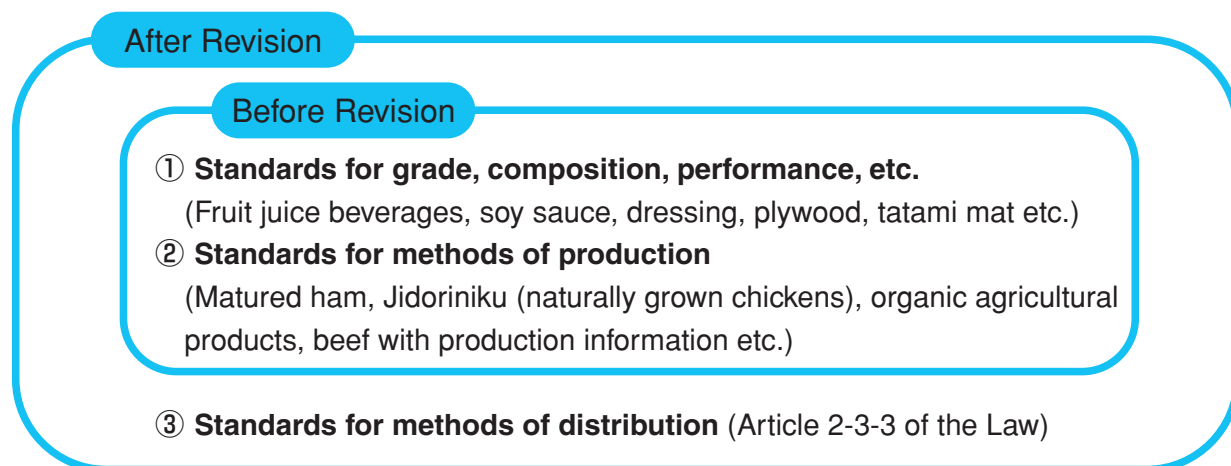 After Revision
Before Revision
① Standards for grade, composition, performance, etc.
(Fruit juice beverages, soy sauce, dressing, plywood, tatami mat etc.)
② Standards for methods of production
(Matured ham, Jidoriniku (naturally grown chickens), organic agricultural
products, beef with production information etc.)
③ Standards for methods of distribution (Article 2-3-3 of the Law)